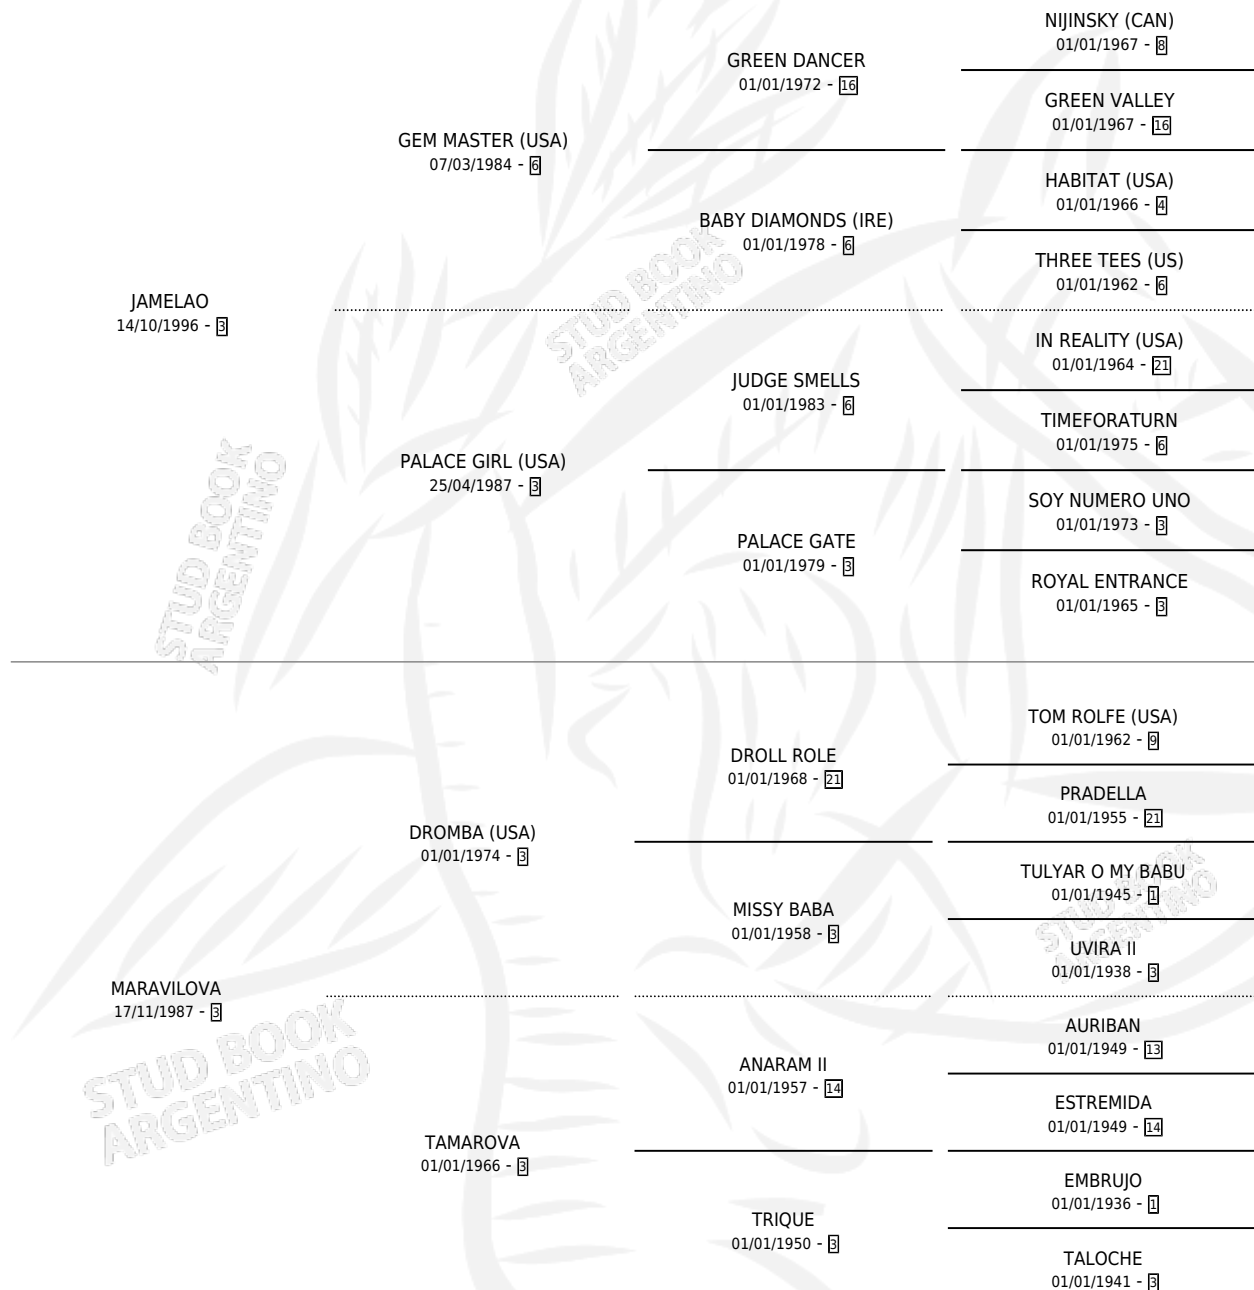 NIJINSKY (CAN)
01/01/1967 - 8
GREEN DANCER
01/01/1972 - 16
GREEN VALLEY
01/01/1967 - 16
GEM MASTER (USA)
07/03/1984 - 6
HABITAT (USA)
01/01/1966 - 4
BABY DIAMONDS (IRE)
01/01/1978 - 6
THREE TEES (US)
01/01/1962 - 6
JAMELAO
14/10/1996 - 3
IN REALITY (USA)
01/01/1964 - 21
JUDGE SMELLS
01/01/1983 - 6
TIMEFORATURN
01/01/1975 - 6
PALACE GIRL (USA)
25/04/1987 - 3
SOY NUMERO UNO
01/01/1973 - 3
PALACE GATE
01/01/1979 - 3
ROYAL ENTRANCE
01/01/1965 - 3
TOM ROLFE (USA)
01/01/1962 - 9
DROLL ROLE
01/01/1968 - 21
PRADELLA
01/01/1955 - 21
DROMBA (USA)
01/01/1974 - 3
TULYAR O MY BABU
01/01/1945 - 1
MISSY BABA
01/01/1958 - 3
UVIRA II
01/01/1938 - 3
MARAVILOVA
17/11/1987 - 3
AURIBAN
01/01/1949 - 13
ANARAM II
01/01/1957 - 14
ESTREMIDA
01/01/1949 - 14
TAMAROVA
01/01/1966 - 3
EMBRUJO
01/01/1936 - 1
TRIQUE
01/01/1950 - 3
TALOCHE
01/01/1941 - 3
STUD BOOK
ARGENTINO
STUD BOOK
ARGENTINO
STUD BOOK
ARGENTINO
STUD BOOK
ARGENTINO